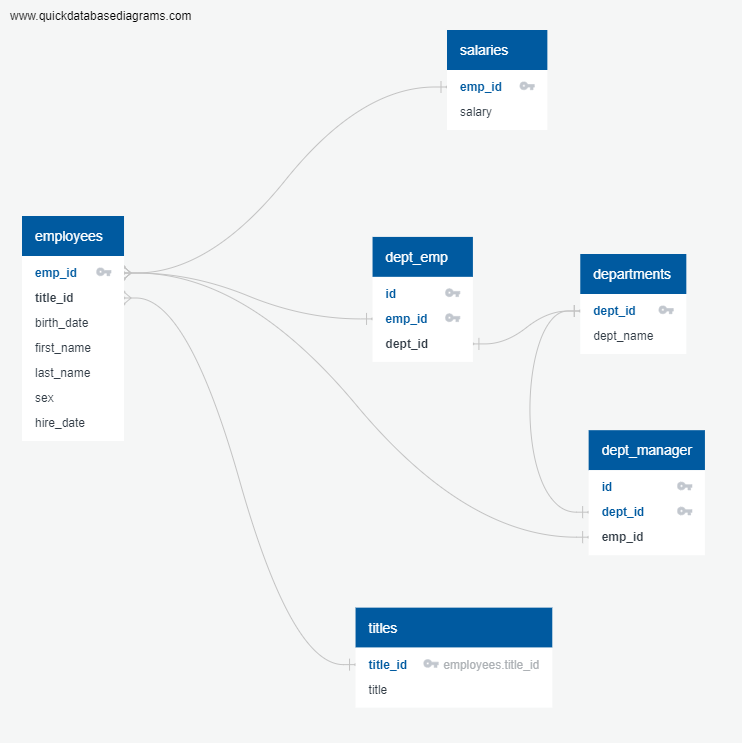 www.quickdatabasediagrams.com
salaries
emp_id
salary
employees
emp_id
title_id
birth_date
first_name
last_name
sex
hire_date
dept_emp
id
emp_id
dept_id
departments
dept_id
dept_name
dept_manager
id
dept_id
emp_id
titles
title_id employees.title_id
title